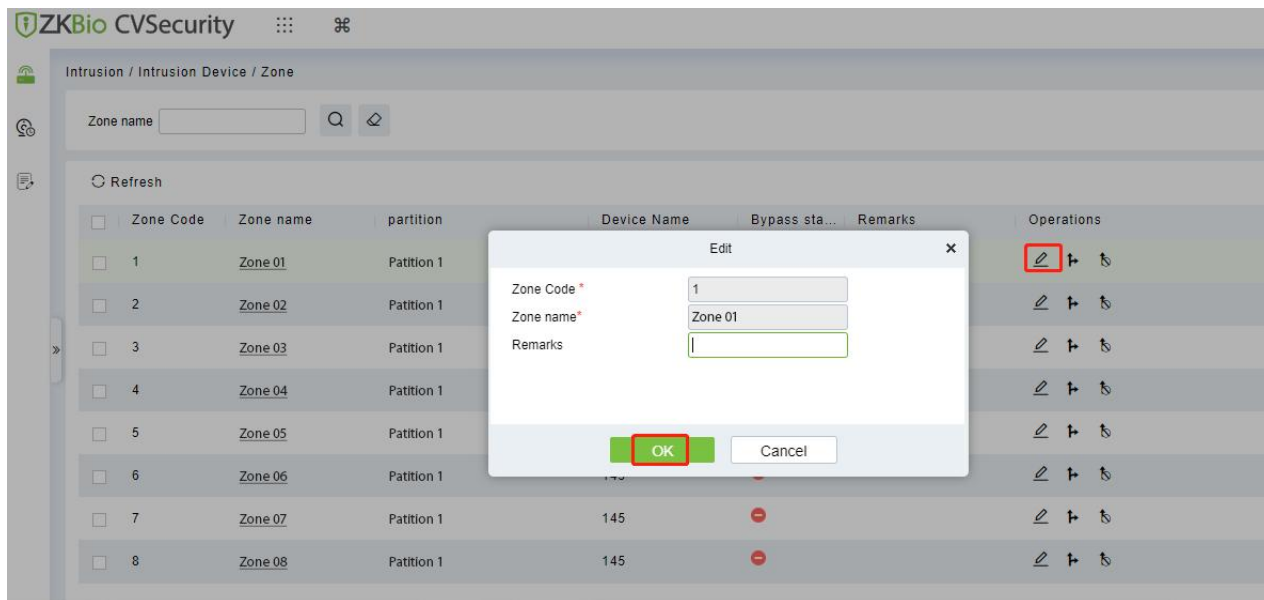 ZKBio CVSecurity
Intrusion / Intrusion Device / Zone
Zone name
Refresh
Zone Code Zone name partition Device Name Bypass sta... Remarks Operations
Edit
1 Zone 01 Patition 1
Zone Code * 1
2 Zone 02 Patition 1
Zone name* Zone 01
3 Zone 03 Patition 1
Remarks
4 Zone 04 Patition 1
5 Zone 05 Patition 1
OK Cancel
6 Zone 06 Patition 1
7 Zone 07 Patition 1 145
8 Zone 08 Patition 1 145